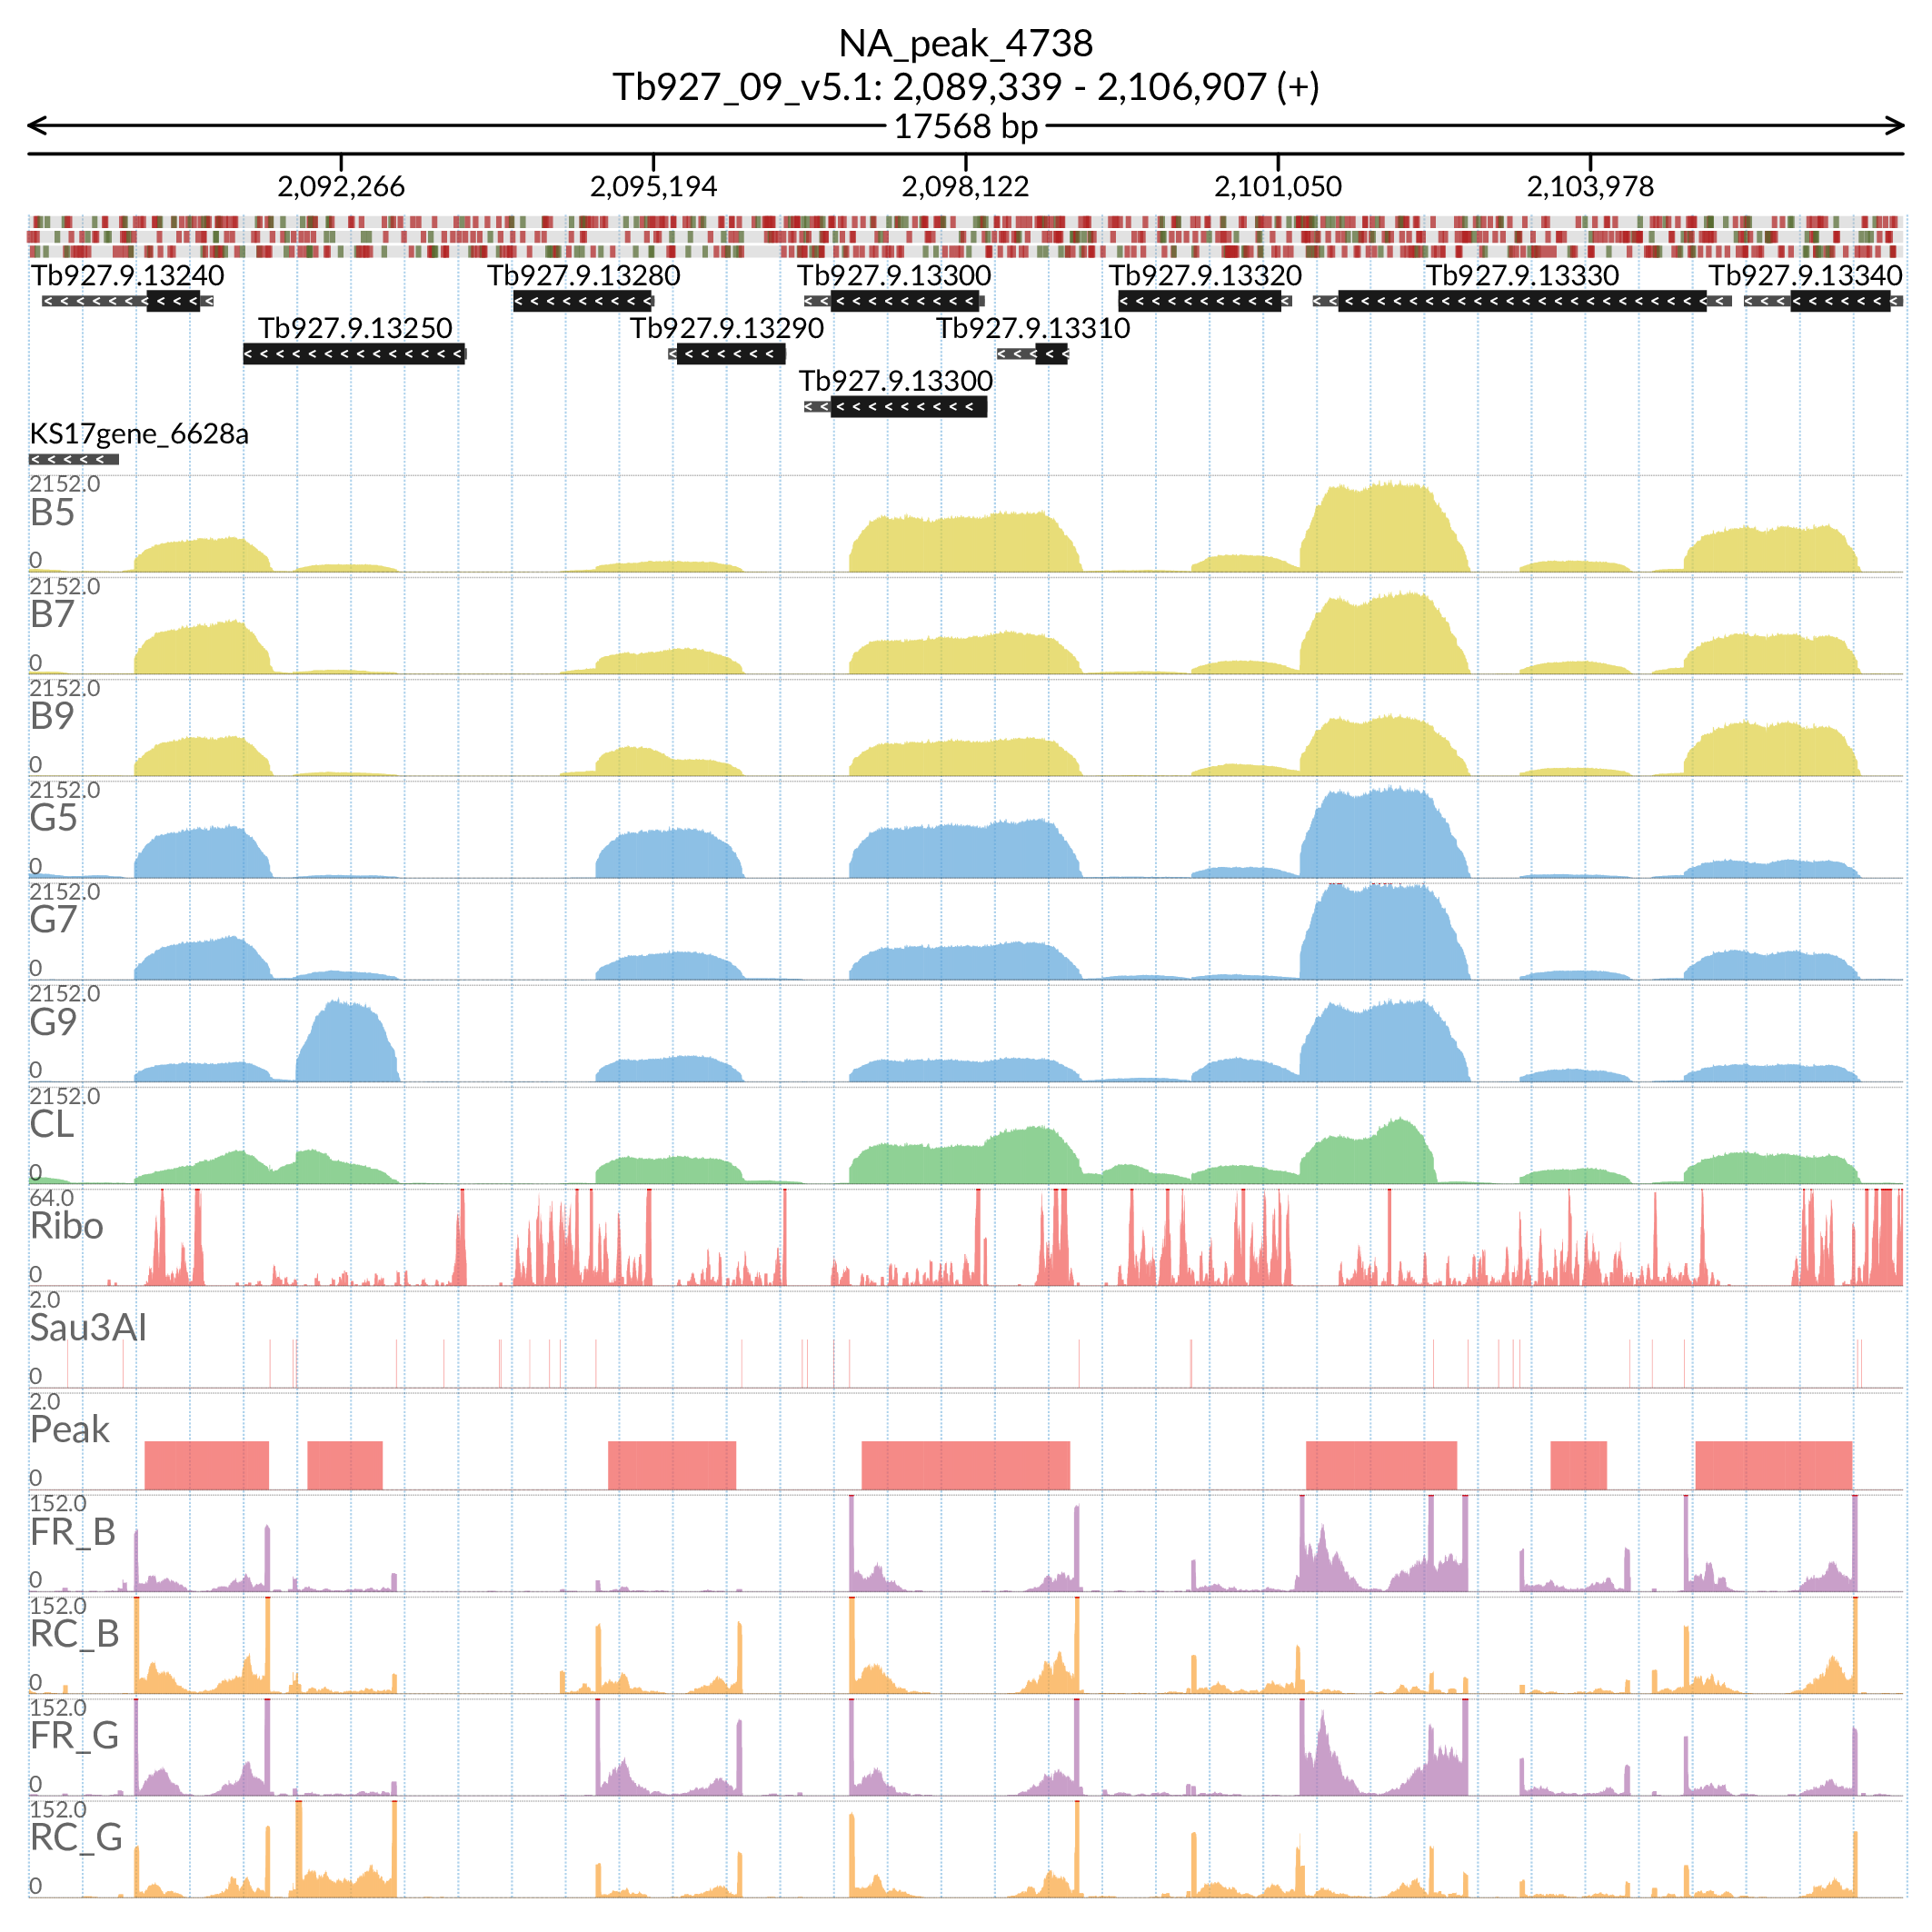 NA_peak_4738
Tb927_09_v5.1: 2,089,339 - 2,106,907 (+)
17568 bp
2,092,266 2,095,194 2,098,122 2,101,050 2,103,978
Tb927.9.13240 Tb927.9.13280 Tb927.9.13300 Tb927.9.13320 Tb927.9.13330 Tb927.9.13340
Tb927.9.13250 Tb927.9.13290 Tb927.9.13310
Tb927.9.13300
KS17gene_6628a
2152.0
B5
0
2152.0
B7
0
2152.0
B9
0
2152.0
G5
0
2152.0
G7
0
2152.0
G9
0
2152.0
CL
0
64.0
Ribo
0
2.0
Sau3AI
0
2.0
Peak
0
152.0
FR_B
0
152.0
RC_B
0
152.0
FR_G
0
152.0
RC_G
0